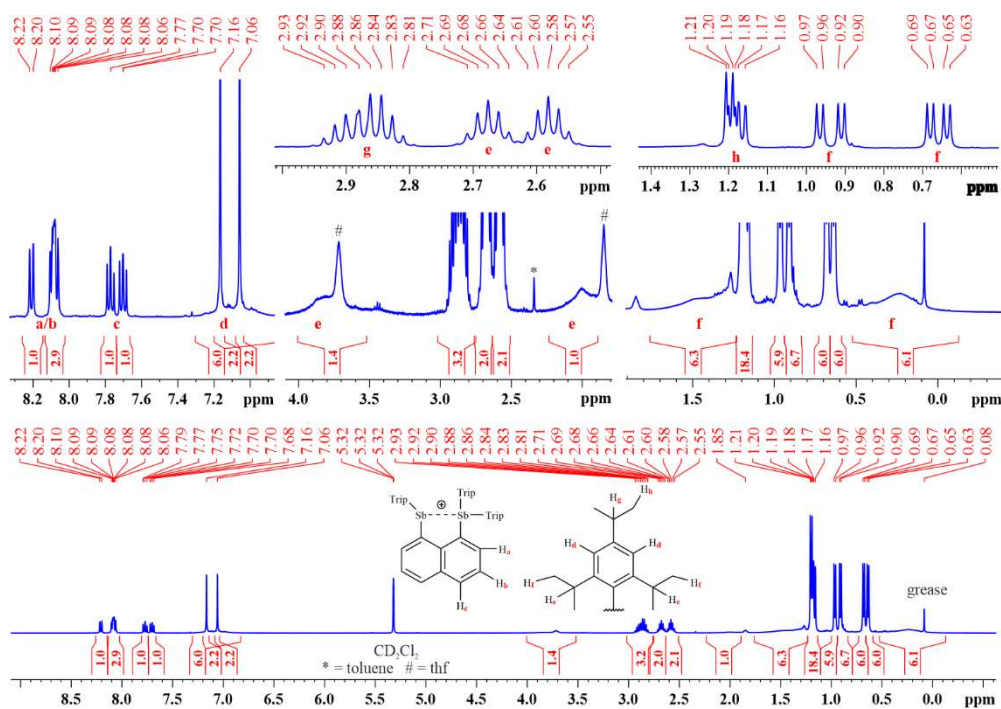 8.22 8.20 8.10 8.09 8.09 8.08 8.08 8.08 8.06 7.77 7.70 7.70 7.16 7.06
2.93 2.92 2.90 2.88 2.86 2.84 2.83 2.81 2.71 2.69 2.68 2.66 2.64 2.61 2.60 2.58 2.57 2.55
1.21 1.20 1.19 1.18 1.17 1.16 0.97 0.96 0.92 0.90 0.69 0.67 0.65 0.63
g e e
h f f
2.9 2.8 2.7 2.6 ppm
1.4 1.3 1.2 1.1 1.0 0.9 0.8 0.7 ppm
# * #
a/b c d e e f f
1.0 2.9 1.0 1.0 6.0 2.2 2.2
1.4 3.2 2.0 2.1 1.0
6.3 18.4 5.9 6.7 6.0 6.0 6.1
8.2 8.0 7.8 7.6 7.4 7.2 ppm
4.0 3.5 3.0 2.5 ppm
1.5 1.0 0.5 0.0 ppm
8.22 8.20 8.10 8.09 8.09 8.08 8.08 8.08 8.06 7.79 7.77 7.75 7.72 7.70 7.70 7.68 7.16 7.06 5.32 5.32 5.32 2.93 2.92 2.90 2.88 2.86 2.84 2.83 2.81 2.71 2.69 2.68 2.66 2.64 2.61 2.60 2.58 2.57 2.55 1.85 1.21 1.20 1.19 1.18 1.17 1.16 0.97 0.96 0.92 0.90 0.69 0.67 0.65 0.63 0.08
Trip
Trip
⊕
Sb Sb Trip
Ha
Hb
Hc
Hh
Hg
Hd Hd
Hf Hf
He He
grease
CD2Cl2
* = toluene # = thf
1.0 2.9 1.0 1.0 6.0 2.2 2.2 1.4 3.2 2.0 2.1 1.0 6.3 18.4 5.9 6.7 6.0 6.0 6.1
8.0 7.5 7.0 6.5 6.0 5.5 5.0 4.5 4.0 3.5 3.0 2.5 2.0 1.5 1.0 0.5 0.0 ppm